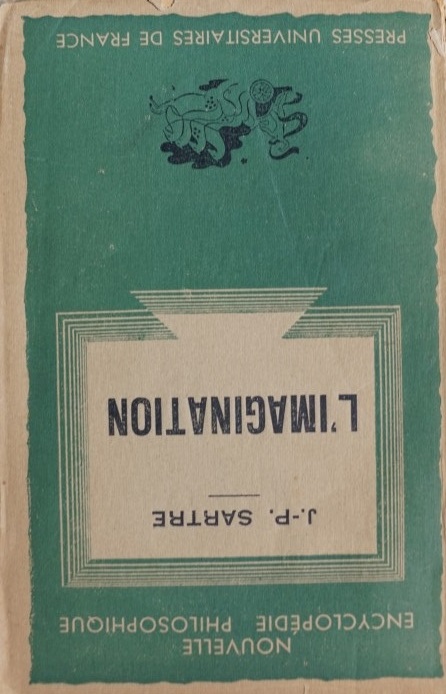 NOUVELLE
ENCYCLOPÉDIE PHILOSOPHIQUE
J.-P. SARTRE
L'IMAGINATION
PRESSES UNIVERSITAIRES DE FRANCE